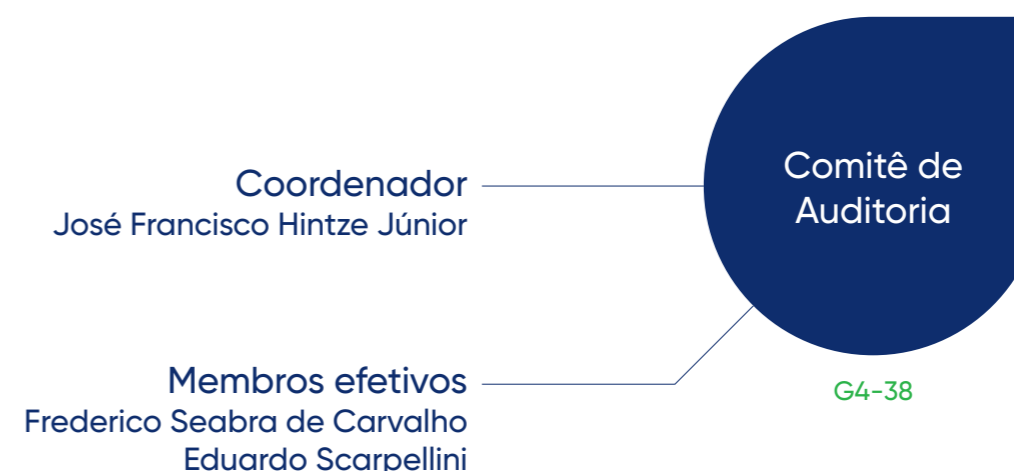 Comitê de
Auditoria
Coordenador
José Francisco Hintze Júnior
Membros efetivos
Frederico Seabra de Carvalho
Eduardo Scarpellini
G4-38